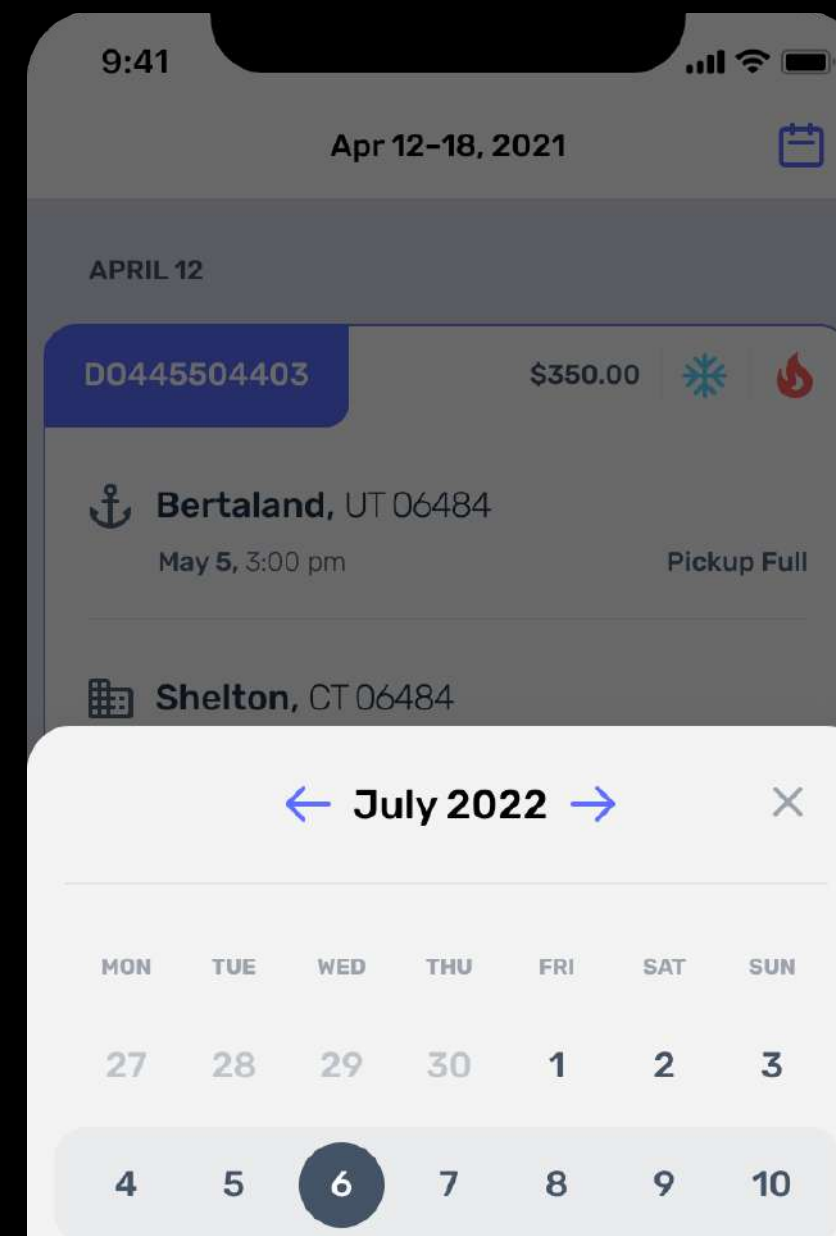 9:41
Apr 12–18, 2021
APRIL 12
DO445504403 $350.00
Bertaland, UT 06484
May 5, 3:00 pm Pickup Full
Shelton, CT 06484
July 2022
MON TUE WED THU FRI SAT SUN
27 28 29 30 1 2 3
4 5 6 7 8 9 10